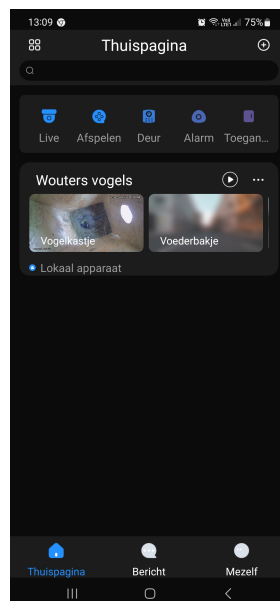 13:09 75%
Thuispagina
Live Afspelen Deur Alarm Toegan...
Wouters vogels
Vogelkastje Voederbakje
Lokaal apparaat
Thuispagina Bericht Mezelf